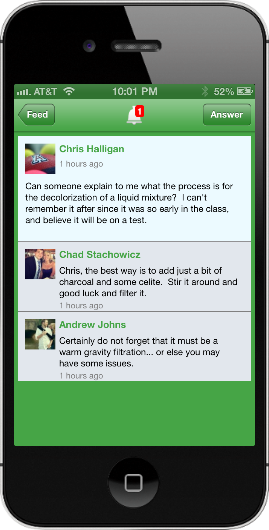 AT&T 10:01 PM 52%
Feed 1 Answer
Chris Halligan
1 hours ago
Can someone explain to me what the process is for
the decolorization of a liquid mixture? I can't
remember it after since it was so early in the class,
and believe it will be on a test.
Chad Stachowicz
Chris, the best way is to add just a bit of
charcoal and some celite. Stir it around and
good luck and filter it.
1 hours ago
Andrew Johns
Certainly do not forget that it must be a
warm gravity filtration... or else you may
have some issues.
1 hours ago